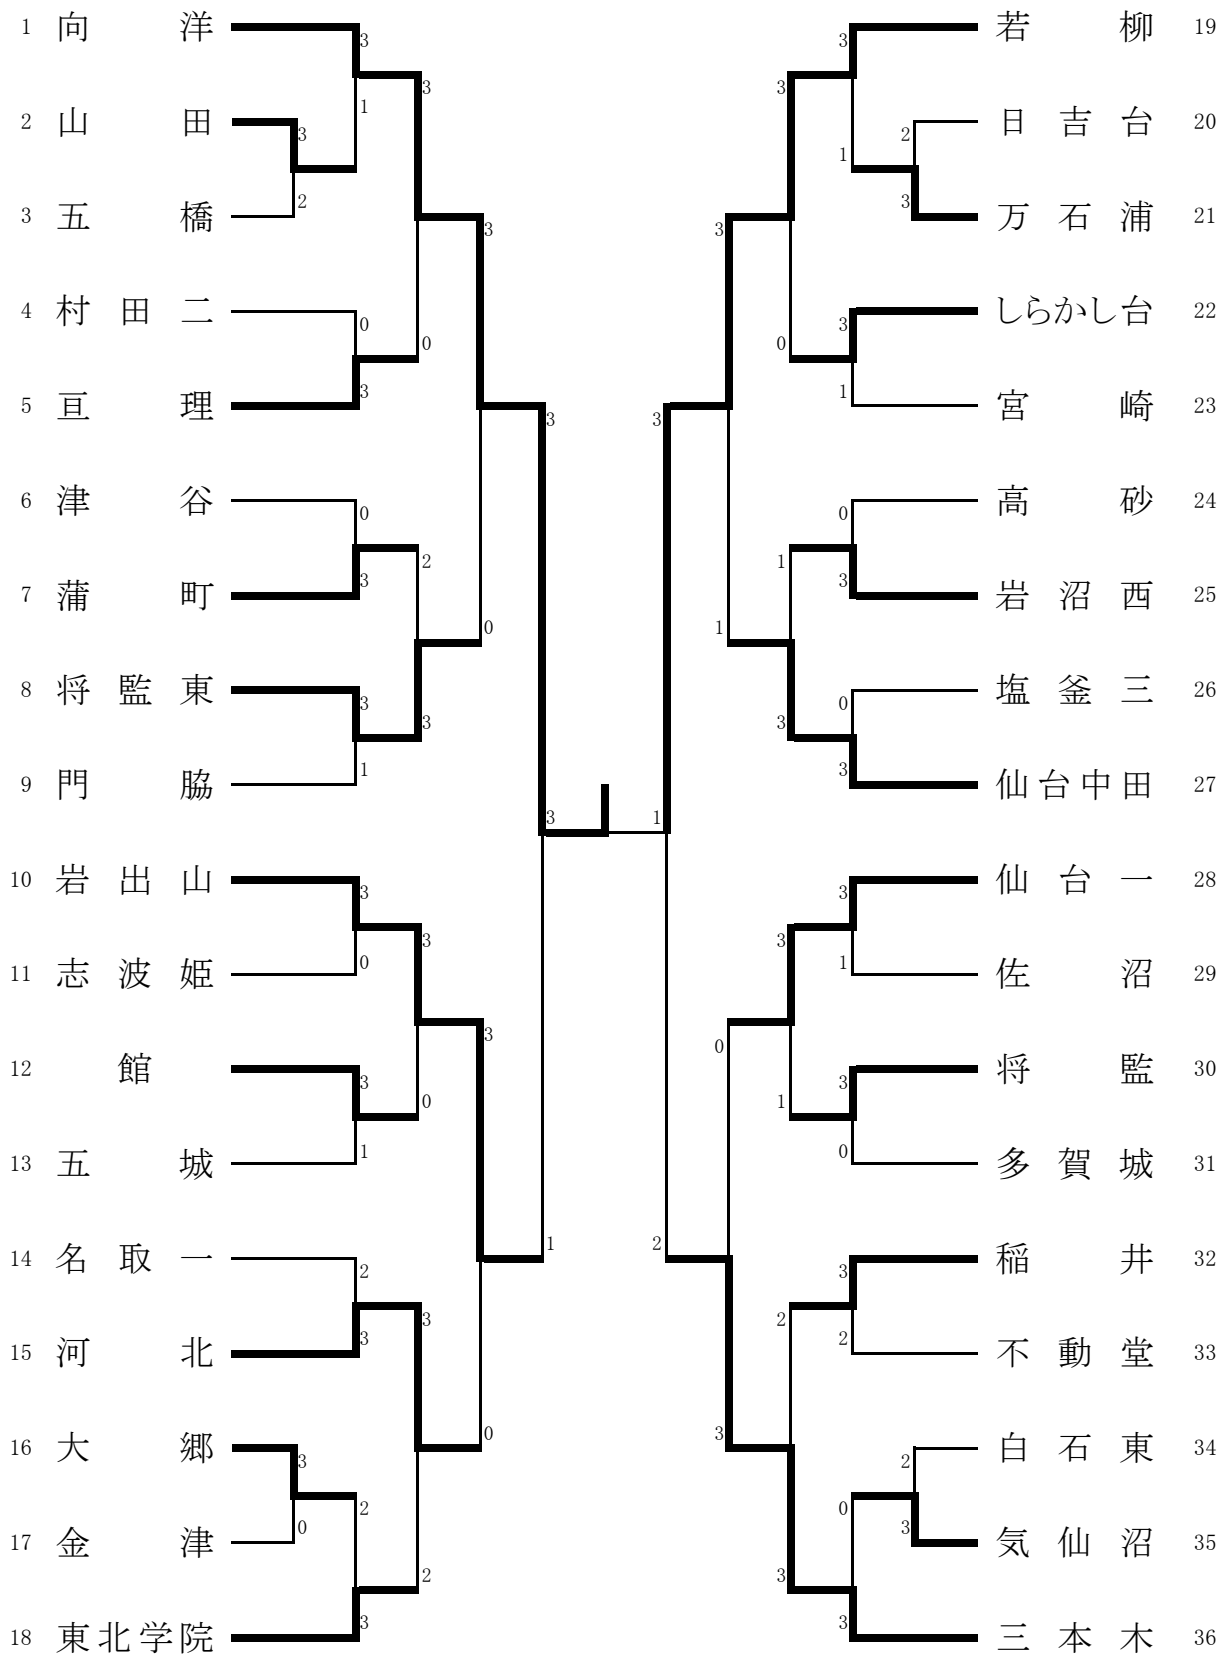 1 向洋
3
3
1
2 山田
3
2
3 五橋
3
4 村田二
0
0
3
5 亘理
3
6 津谷
0
2
3
7 蒲町
0
8 将監東
3
3
1
9 門脇
3
10 岩出山
3
3
0
11 志波姫
3
12 館
3
0
1
13 五城
1
14 名取一
2
3
3
15 河北
0
16 大郷
3
2
0
17 金津
2
3
18 東北学院
若柳 19
3
3
日吉台 20
2
1
3
万石浦 21
3
しらかし台 22
3
0
1
宮崎 23
3
高砂 24
0
1
3
岩沼西 25
1
塩釜三 26
0
3
3
仙台中田 27
1
仙台一 28
3
3
1
佐沼 29
0
将監 30
3
1
0
多賀城 31
2
稲井 32
3
2
2
不動堂 33
3
白石東 34
2
0
3
気仙沼 35
3
3
三本木 36